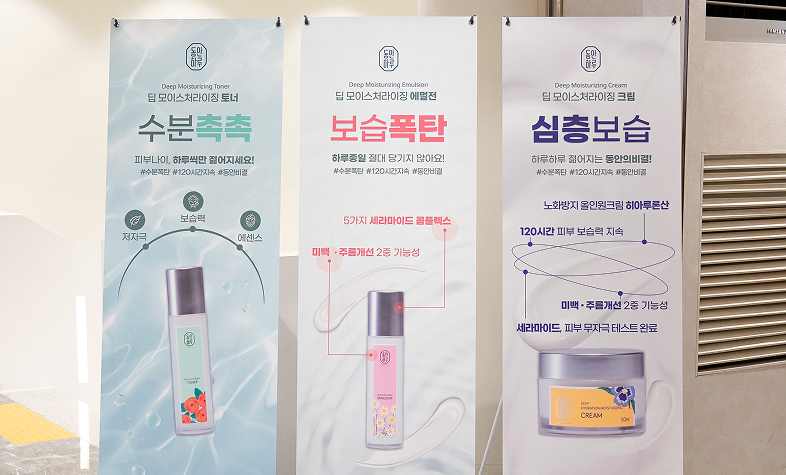 동안
하루
Deep Moisturizing Toner
딥 모이스처라이징 토너
수분촉촉
피부나이, 하루씩만 젊어지세요!
#수분폭탄 #120시간지속 #동안비결
보습력
저자극
에센스
TONER
동안
하루
Deep Moisturizing Emulsion
딥 모이스처라이징 에멀젼
보습폭탄
하루종일 절대 당기지 않아요!
#수분폭탄 #120시간지속 #동안비결
5가지 세라마이드 콤플렉스
미백 · 주름개선 2중 기능성
EMULSION
동안
하루
Deep Moisturizing Cream
딥 모이스처라이징 크림
심층보습
하루하루 젊어지는 동안의비결!
#수분폭탄 #120시간지속 #동안비결
노화방지 올인원크림 히아루론산
120시간 피부 보습력 지속
미백 · 주름개선 2중 기능성
세라마이드, 피부 무자극 테스트 완료
DEEP
HYDRATION MOISTURIZING
CREAM
50ml